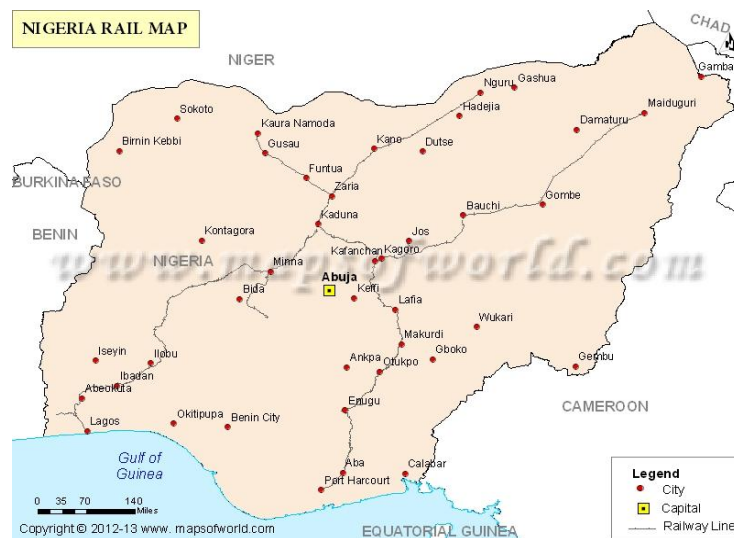 NIGERIA RAIL MAP
CHAD
NIGER
Gamba
Nguru
Gashua
Sokoto
Hadejia
Maiduguri
Kaura Namoda
Damaturu
Birnin Kebbi
Gusau
Kano
Dutse
Funtua
BURKINA FASO
Zaria
Gombe
Bauchi
Kaduna
BENIN
Kontagora
Jos
Kafanchan
Kagoro
NIGERIA
www.mapsofworld.com
Minna
Abuja
Bida
Keffi
Lafia
Wukari
Makurdi
Iseyin
Ilobu
Ankpa
Gboko
Gembu
Otukpo
Ibadan
Abeokuta
Enugu
CAMEROON
Lagos
Okitipupa
Benin City
Gulf of
Guinea
Aba
Calabar
Port Harcourt
Legend
City
Capital
Railway Line
0 35 70 140
Miles
Copyright © 2012-13 www. mapsofworld.com
EQUATORIAL GUINEA